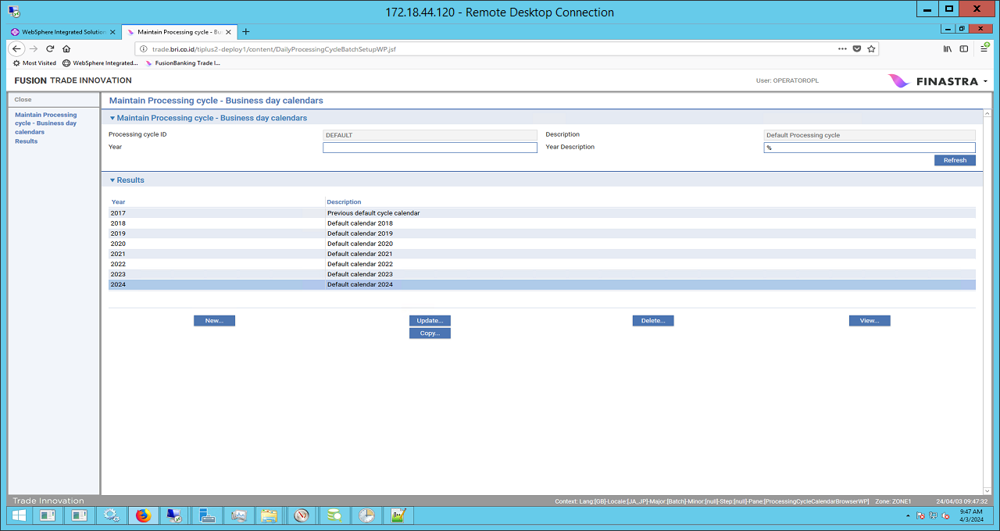 172.18.44.120 - Remote Desktop Connection
WebSphere Integrated Solution
Maintain Processing cycle - Bu
trade.bri.co.id/tiplus2-deploy1/content/DailyProcessingCycleBatchSetupWP.jsf
Most Visited WebSphere Integrated... FusionBanking Trade I...
FUSION TRADE INNOVATION
User: OPERATOROPL
FINASTRA
Close
Maintain Processing cycle - Business day calendars
Results
Maintain Processing cycle - Business day calendars
Maintain Processing cycle - Business day calendars
Processing cycle ID DEFAULT Description Default Processing cycle
Year Year Description %
Refresh
Results
Year Description
2017 Previous default cycle calendar
2018 Default calendar 2018
2019 Default calendar 2019
2020 Default calendar 2020
2021 Default calendar 2021
2022 Default calendar 2022
2023 Default calendar 2023
2024 Default calendar 2024
New... Update... Delete... View...
Copy...
Trade Innovation
Context: Lang:[GB]-Locale:[JA_JP]-Major:[Batch]-Minor:[null]-Step:[null]-Pane:[ProcessingCycleCalendarBrowserWP] Zone: ZONE1 24/04/03 09:47:32
9:47 AM
4/3/2024